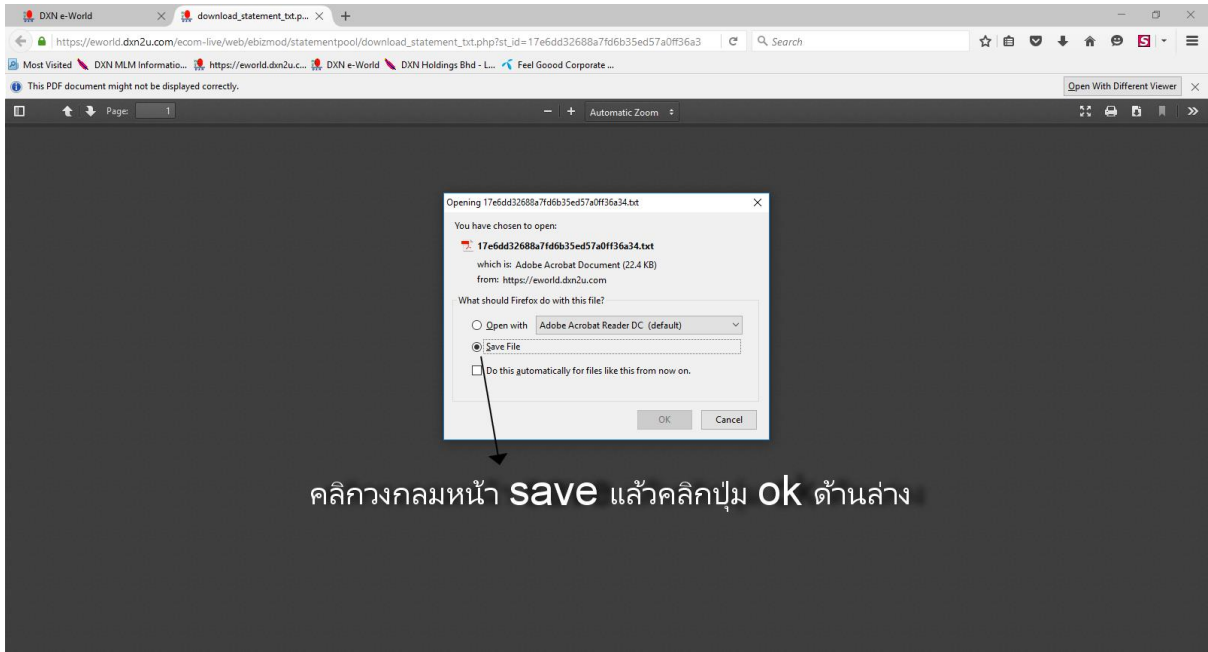 DXN e-World
download_statement_txt.p...
https://eworld.dxn2u.com/ecom-live/web/ebizmod/statementpool/download_statement_txt.php?st_id=17e6dd32688a7fd6b35ed57a0ff36a3
Search
Most Visited DXN MLM Informatio... https://eworld.dxn2u.c... DXN e-World DXN Holdings Bhd - L... Feel Goood Corporate ...
This PDF document might not be displayed correctly.
Open With Different Viewer
Page: 1
Automatic Zoom
Opening 17e6dd32688a7fd6b35ed57a0ff36a34.txt
You have chosen to open:
17e6dd32688a7fd6b35ed57a0ff36a34.txt
which is: Adobe Acrobat Document (22.4 KB)
from: https://eworld.dxn2u.com
What should Firefox do with this file?
Open with Adobe Acrobat Reader DC (default)
Save File
Do this automatically for files like this from now on.
OK Cancel
คลิกวงกลมหน้า save แล้วคลิกปุ่ม ok ด้านล่าง